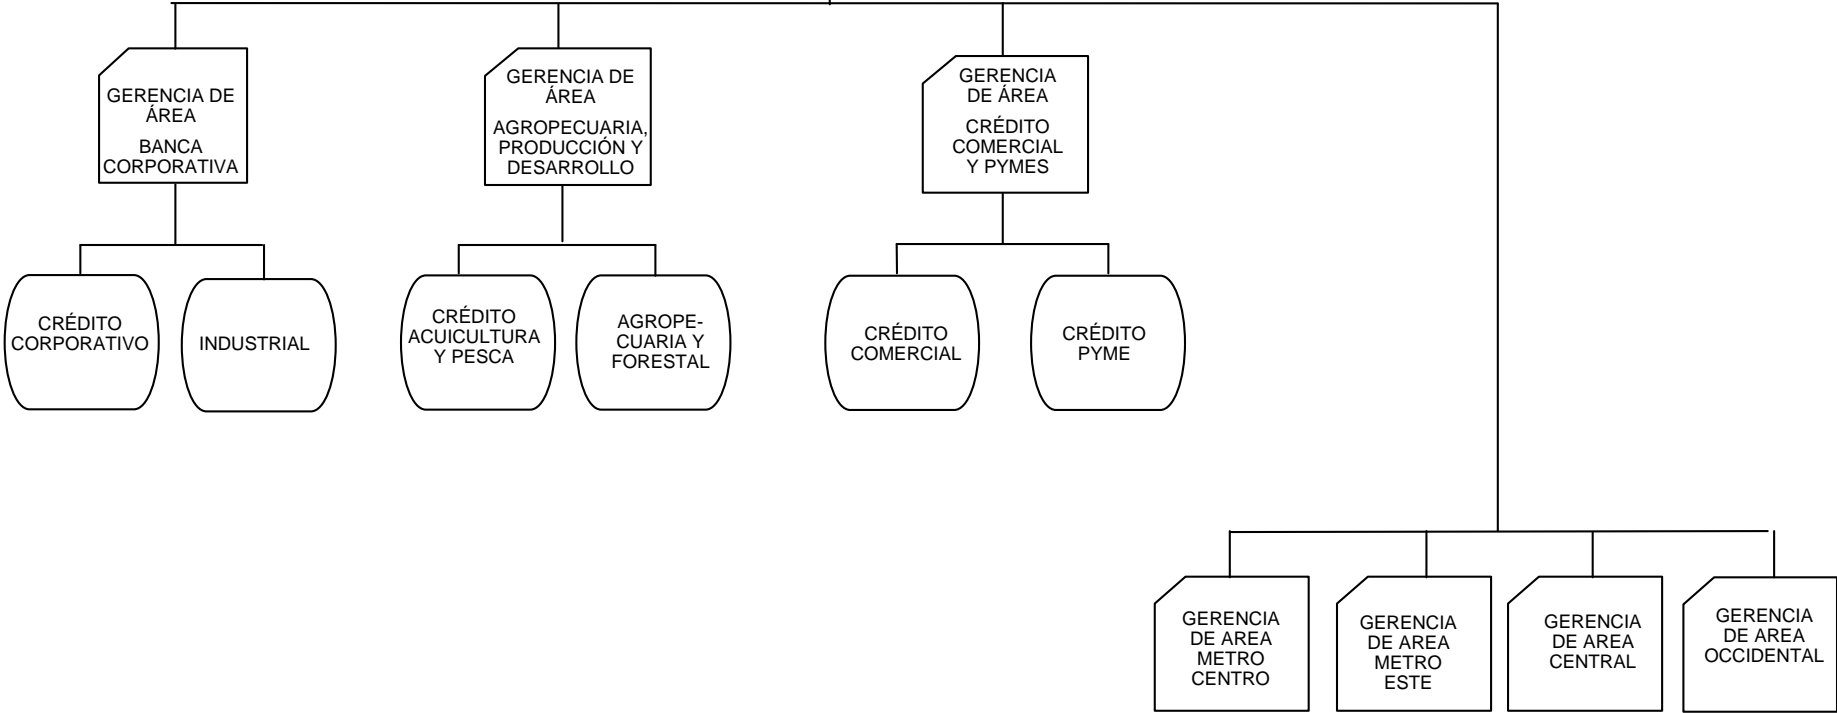 GERENCIA DE
ÁREA
BANCA
CORPORATIVA
GERENCIA DE
ÁREA
AGROPECUARIA,
PRODUCCIÓN Y
DESARROLLO
GERENCIA
DE ÁREA
CRÉDITO
COMERCIAL
Y PYMES
CRÉDITO
CORPORATIVO
INDUSTRIAL
CRÉDITO
ACUICULTURA
Y PESCA
AGROPE-
CUARIA Y
FORESTAL
CRÉDITO
COMERCIAL
CRÉDITO
PYME
GERENCIA
DE AREA
METRO
CENTRO
GERENCIA
DE AREA
METRO
ESTE
GERENCIA
DE AREA
CENTRAL
GERENCIA
DE AREA
OCCIDENTAL